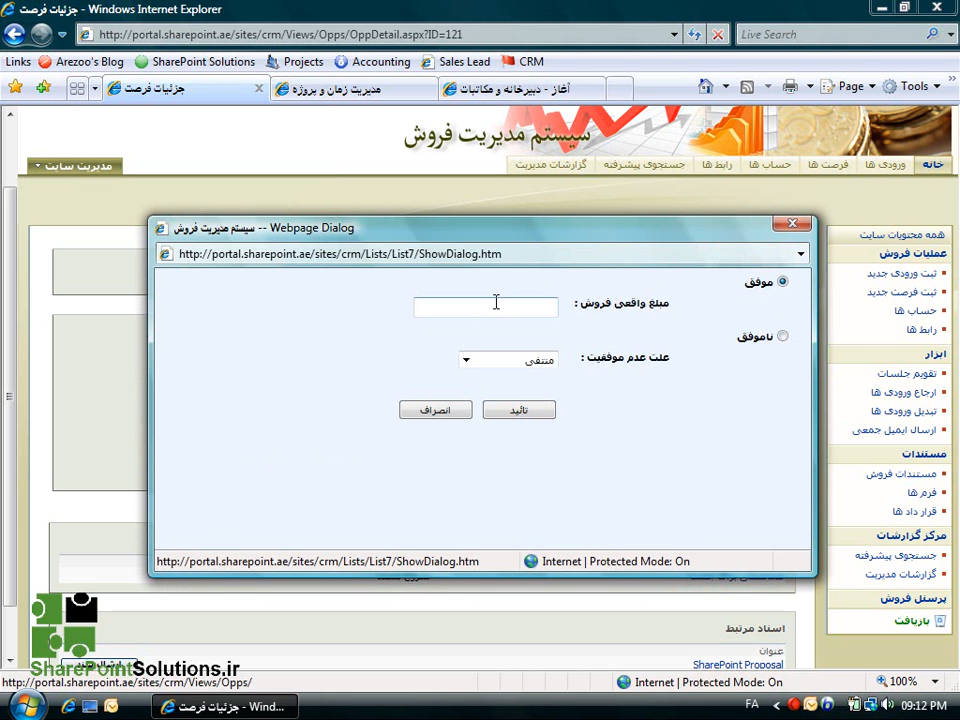 جزئیات فرصت - Windows Internet Explorer
http://portal.sharepoint.ae/sites/crm/Views/Opps/OppDetail.aspx?ID=121
Live Search
Links Arezoo's Blog SharePoint Solutions Projects Accounting Sales Lead CRM
جزئیات فرصت
مدیریت زمان و پروژه
آغاز - دبیرخانه و مکاتبات
Page Tools
سیستم مدیریت فروش
خانه ورودی ها فرصت ها حساب ها رابط ها جستجوی پیشرفته گزارشات مدیریت
مدیریت سایت
سیستم مدیریت فروش -- Webpage Dialog
http://portal.sharepoint.ae/sites/crm/Lists/List7/ShowDialog.htm
موفق
مبلغ واقعی فروش :
ناموفق
علت عدم موفقیت :
منتفی
تائید
انصراف
http://portal.sharepoint.ae/sites/crm/Lists/List7/ShowDialog.htm
Internet | Protected Mode: On
همه محتویات سایت
عملیات فروش
ثبت ورودی جدید
ثبت فرصت جدید
حساب ها
رابط ها
ابزار
تقویم جلسات
ارجاع ورودی ها
تبدیل ورودی ها
ارسال ایمیل جمعی
مستندات
مستندات فروش
فرم ها
قرار داد ها
مرکز گزارشات
جستجوی پیشرفته
گزارشات مدیریت
پرسنل فروش
بازیافت
اسناد مرتبط
عنوان
SharePoint Proposal
SharePointSolutions.ir
http://portal.sharepoint.ae/sites/crm/Views/Opps/
Internet | Protected Mode: On
100%
جزئیات فرصت - Wind...
FA
09:12 PM